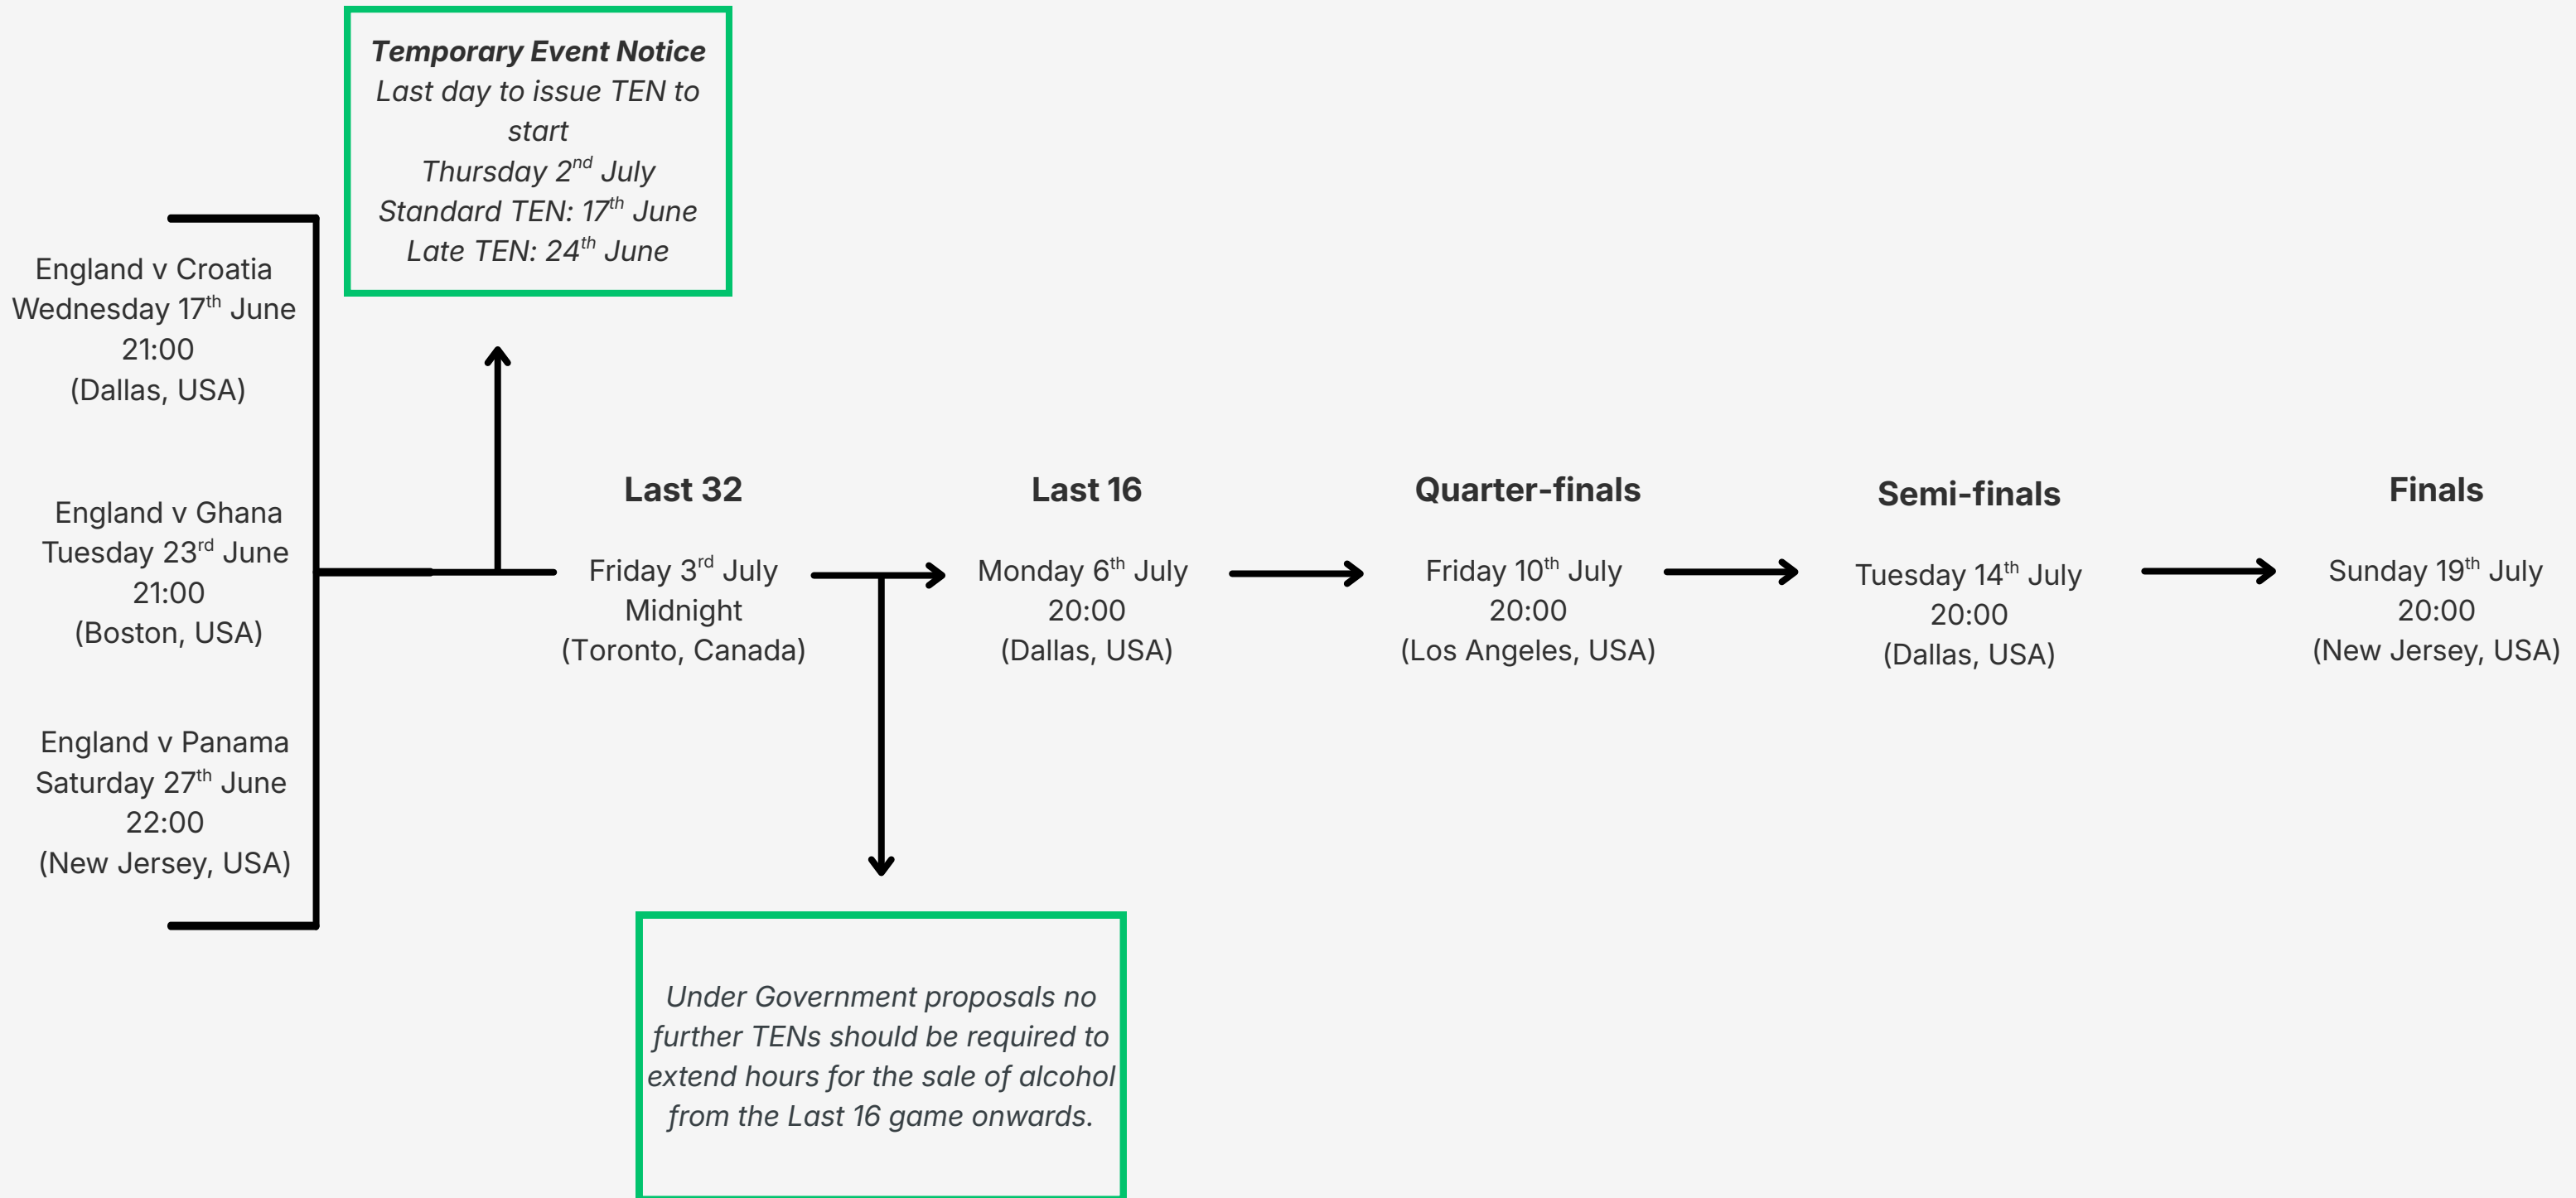 Temporary Event Notice
Last day to issue TEN to
start
Thursday 2nd July
Standard TEN: 17th June
Late TEN: 24th June
England v Croatia
Wednesday 17th June
21:00
(Dallas, USA)
England v Ghana
Tuesday 23rd June
21:00
(Boston, USA)
England v Panama
Saturday 27th June
22:00
(New Jersey, USA)
Last 32
Friday 3rd July
Midnight
(Toronto, Canada)
Last 16
Monday 6th July
20:00
(Dallas, USA)
Quarter-finals
Friday 10th July
20:00
(Los Angeles, USA)
Semi-finals
Tuesday 14th July
20:00
(Dallas, USA)
Finals
Sunday 19th July
20:00
(New Jersey, USA)
Under Government proposals no
further TENs should be required to
extend hours for the sale of alcohol
from the Last 16 game onwards.